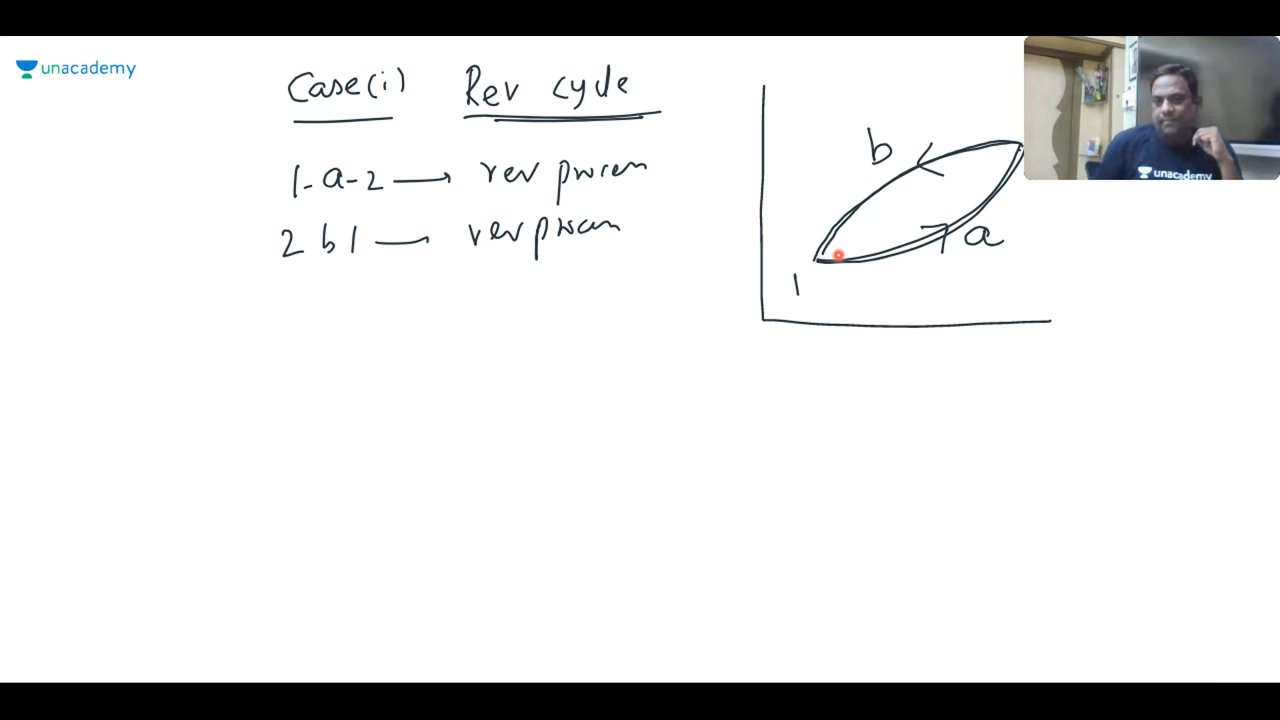 unacademy
Case(i) Rev cycle
1-a-2 → rev process
2 b 1 — rev process
b
a
1
unacademy